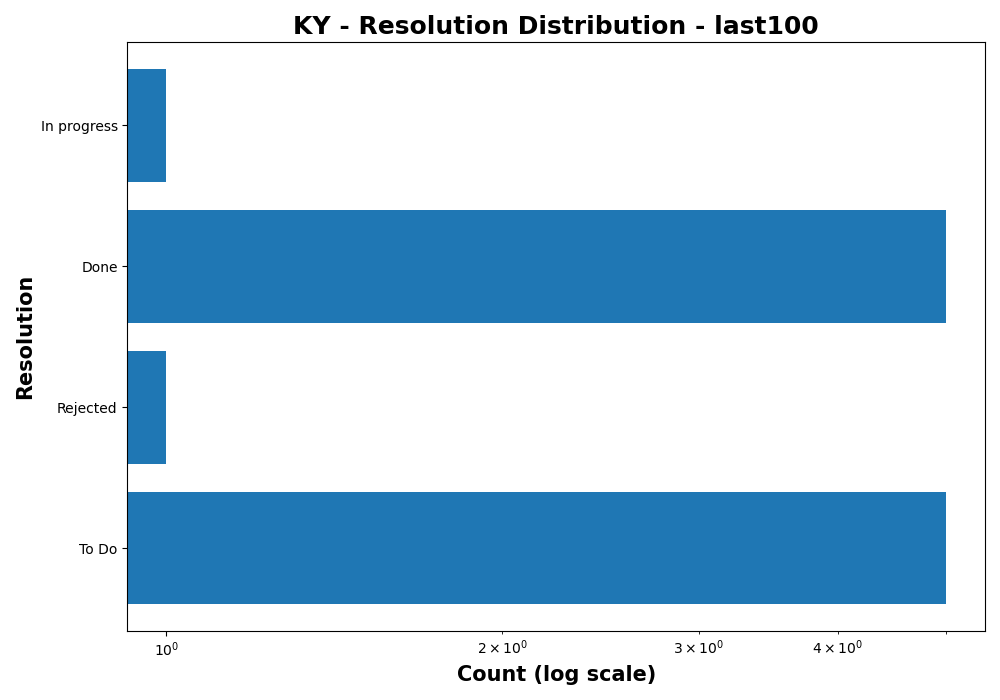 KY - Resolution Distribution - last100
Resolution
In progress
Done
Rejected
To Do
10⁰
2 × 10⁰
3 × 10⁰
4 × 10⁰
Count (log scale)